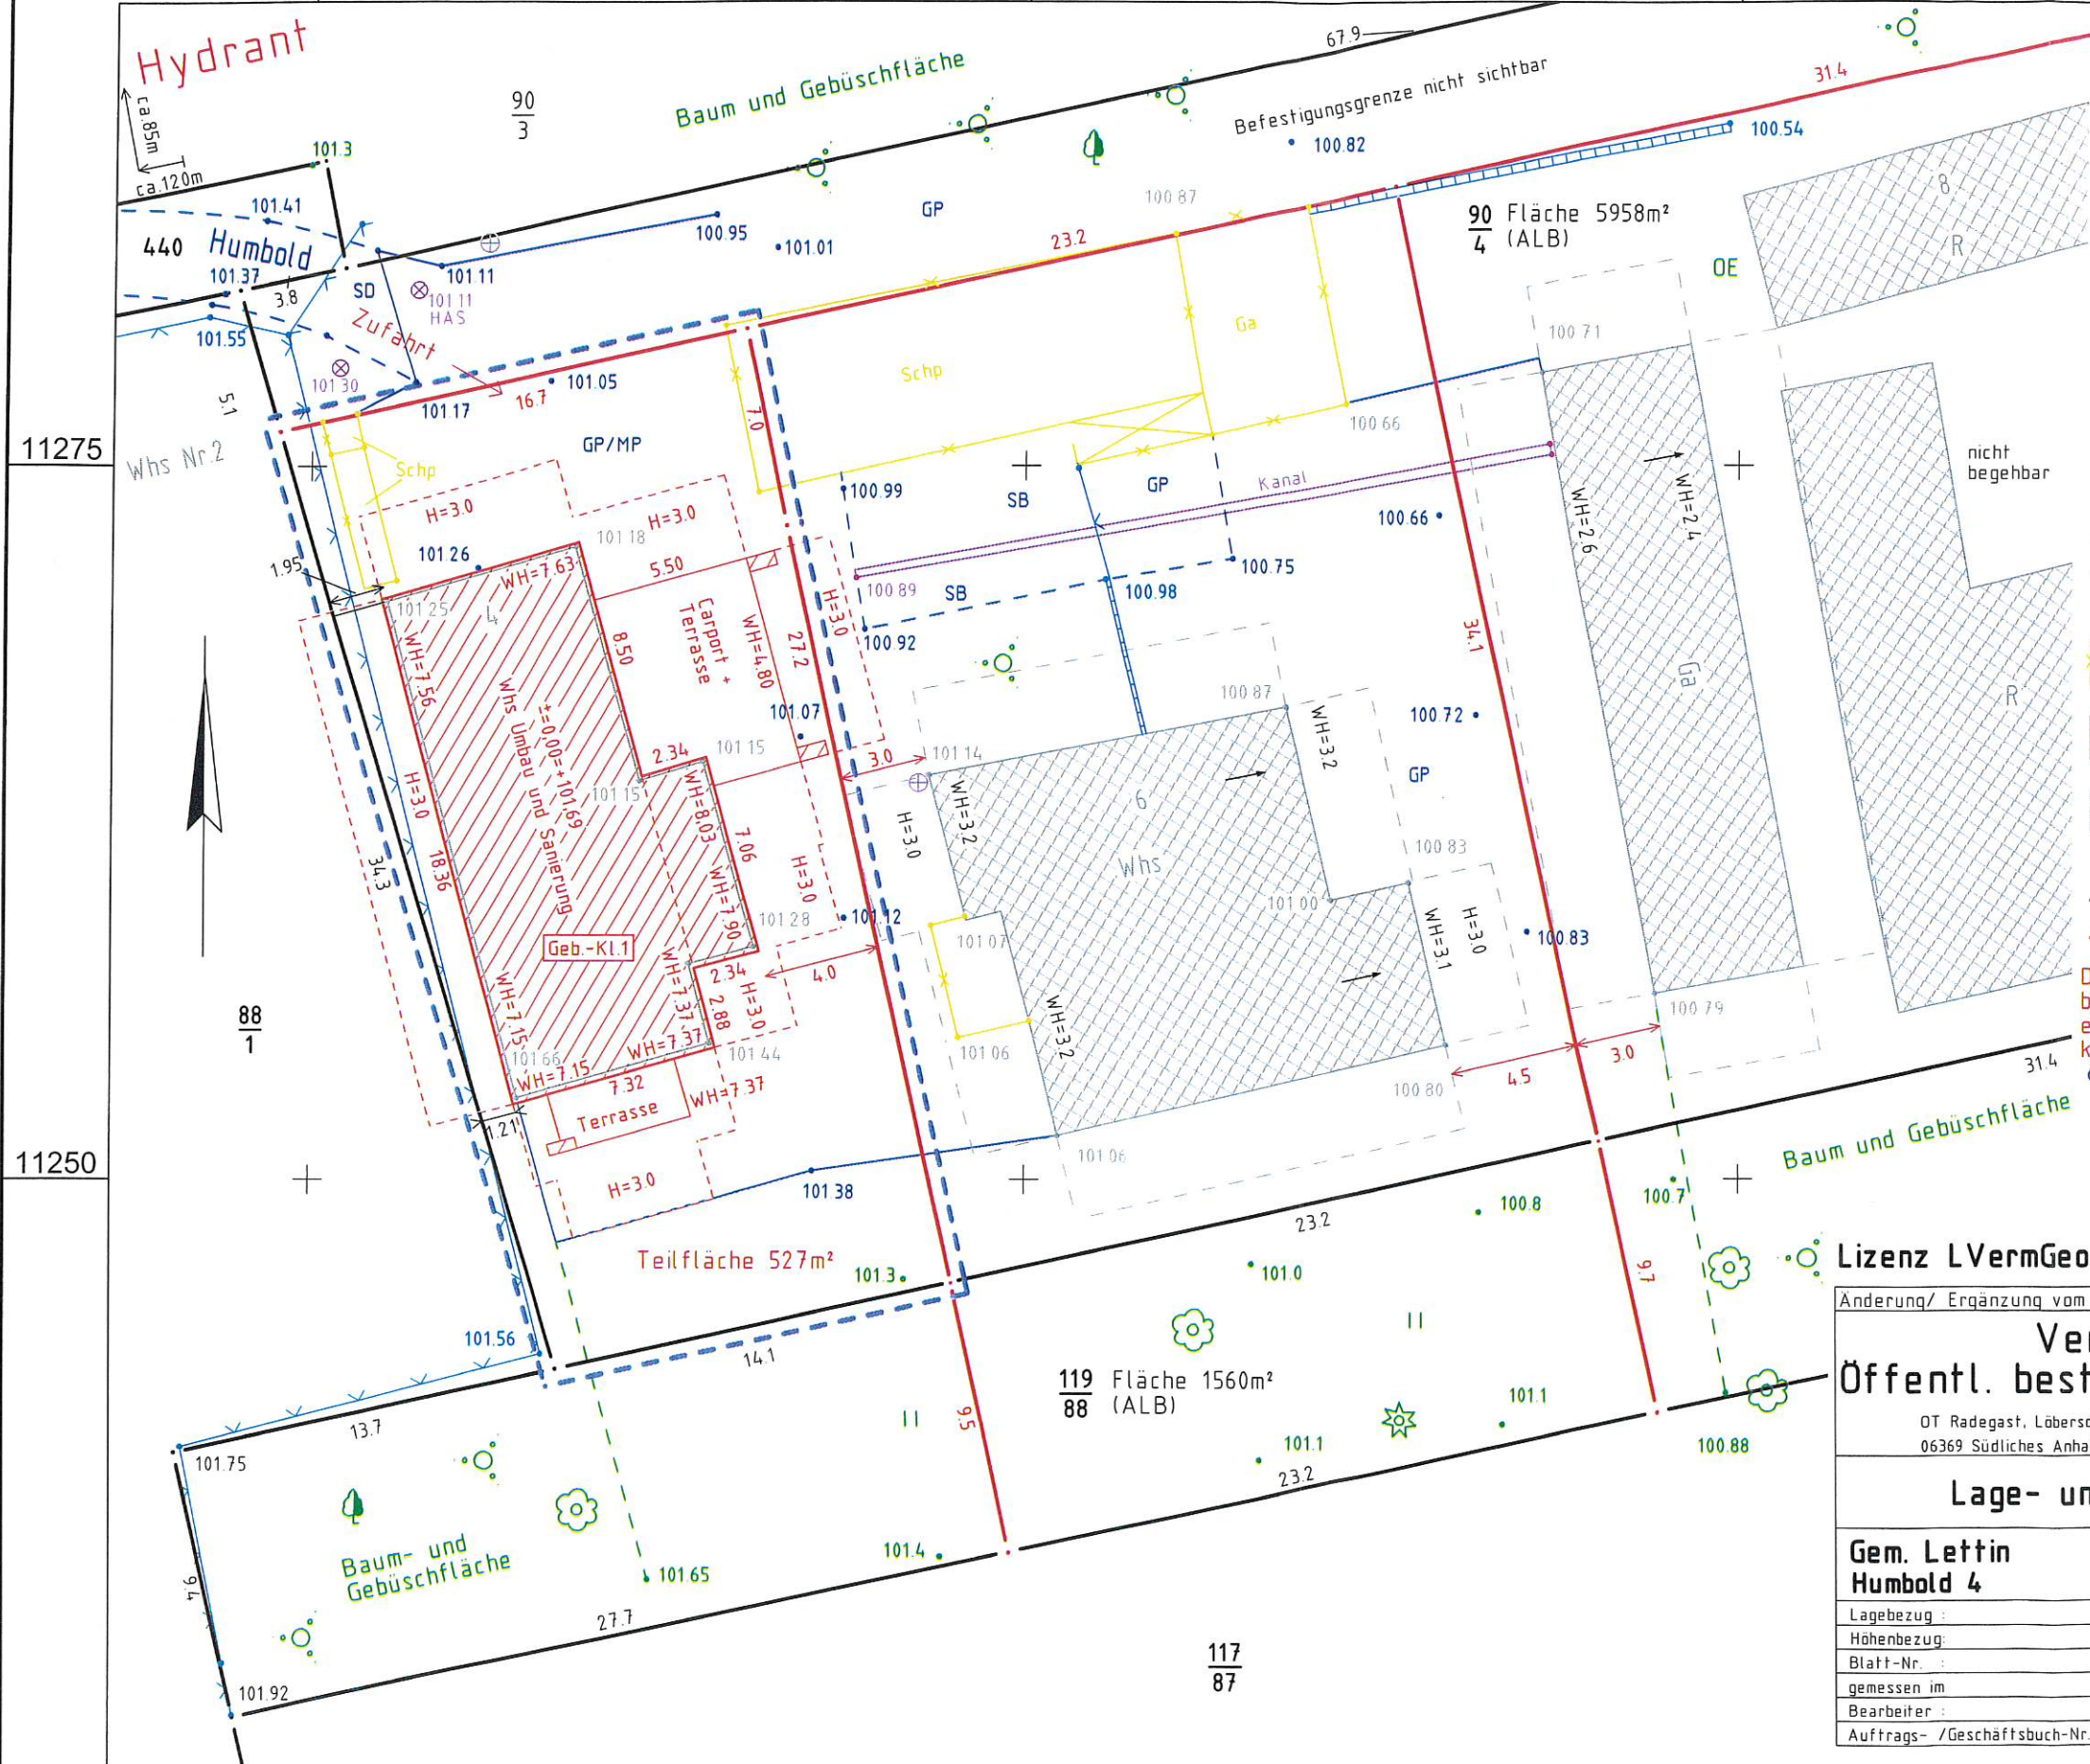 Hydrant
ca.85m
ca.120m
90
3
Baum und Gebüschfläche
67.9
Befestigungsgrenze nicht sichtbar
31.4
100.82
100.54
101.3
101.41
440
Humbold
101.37
3.8
101.55
SD
101.11
101 11
HAS
Zufahrt
101 30
100.95
101.01
GP
100 87
23.2
90
4
Fläche 5958m²
(ALB)
OE
8
R
5.1
101.17
16.7
101.05
GP/MP
7.0
Schp
Ga
100 66
100 71
11275
Whs Nr.2
Schp
H=3.0
H=3.0
101 18
100.99
SB
GP
Kanal
100.66
WH=2.6
WH=2.4
nicht
begehbar
1.95
101.26
WH=7.63
101 25
4
5.50
100 89
SB
100.98
100.75
100.92
WH=7.56
8.50
Carport +
Terrasse
WH=4.80
27.2
H=3.0
34.1
Ga
R
Whs Umbau und Sanierung
+-0,00=+101,69
101.07
2.34
101 15
101 15
3.0
101 14
100 87
WH=3.2
100.72
GP
H=3.0
18.36
34.3
WH=8.03
7.06
WH=7.90
H=3.0
H=3.0
WH=3.2
6
Whs
100 83
101 00
WH=3.1
H=3.0
100.83
101 28
101.12
Geb.-Kl.1
2.34
4.0
WH=7.37
2.88
H=3.0
101 07
101 06
WH=3.2
100 79
88
1
WH=7.15
101 66
WH=7.15
WH=7.37
7.32
101 44
WH=7.37
Terrasse
1.21
100 80
4.5
3.0
31.4
Baum und Gebüschfläche
11250
H=3.0
101.38
101 06
23.2
100.8
100.7
Teilfläche 527m²
101.3
101.0
9.7
Lizenz LVermGeo
101.56
14.1
119
88
Fläche 1560m²
(ALB)
101.1
13.7
101.75
9.5
101.1
23.2
100.88
Änderung/ Ergänzung vom
Ver
Öffentl. best
OT Radegast, Löbers
06369 Südliches Anha
Lage- un
Baum- und
Gebüschfläche
101.65
101.4
9.4
27.7
101.92
117
87
Gem. Lettin
Humbold 4
Lagebezug :
Höhenbezug:
Blatt-Nr. :
gemessen im
Bearbeiter :
Auftrags- /Geschäftsbuch-Nr.